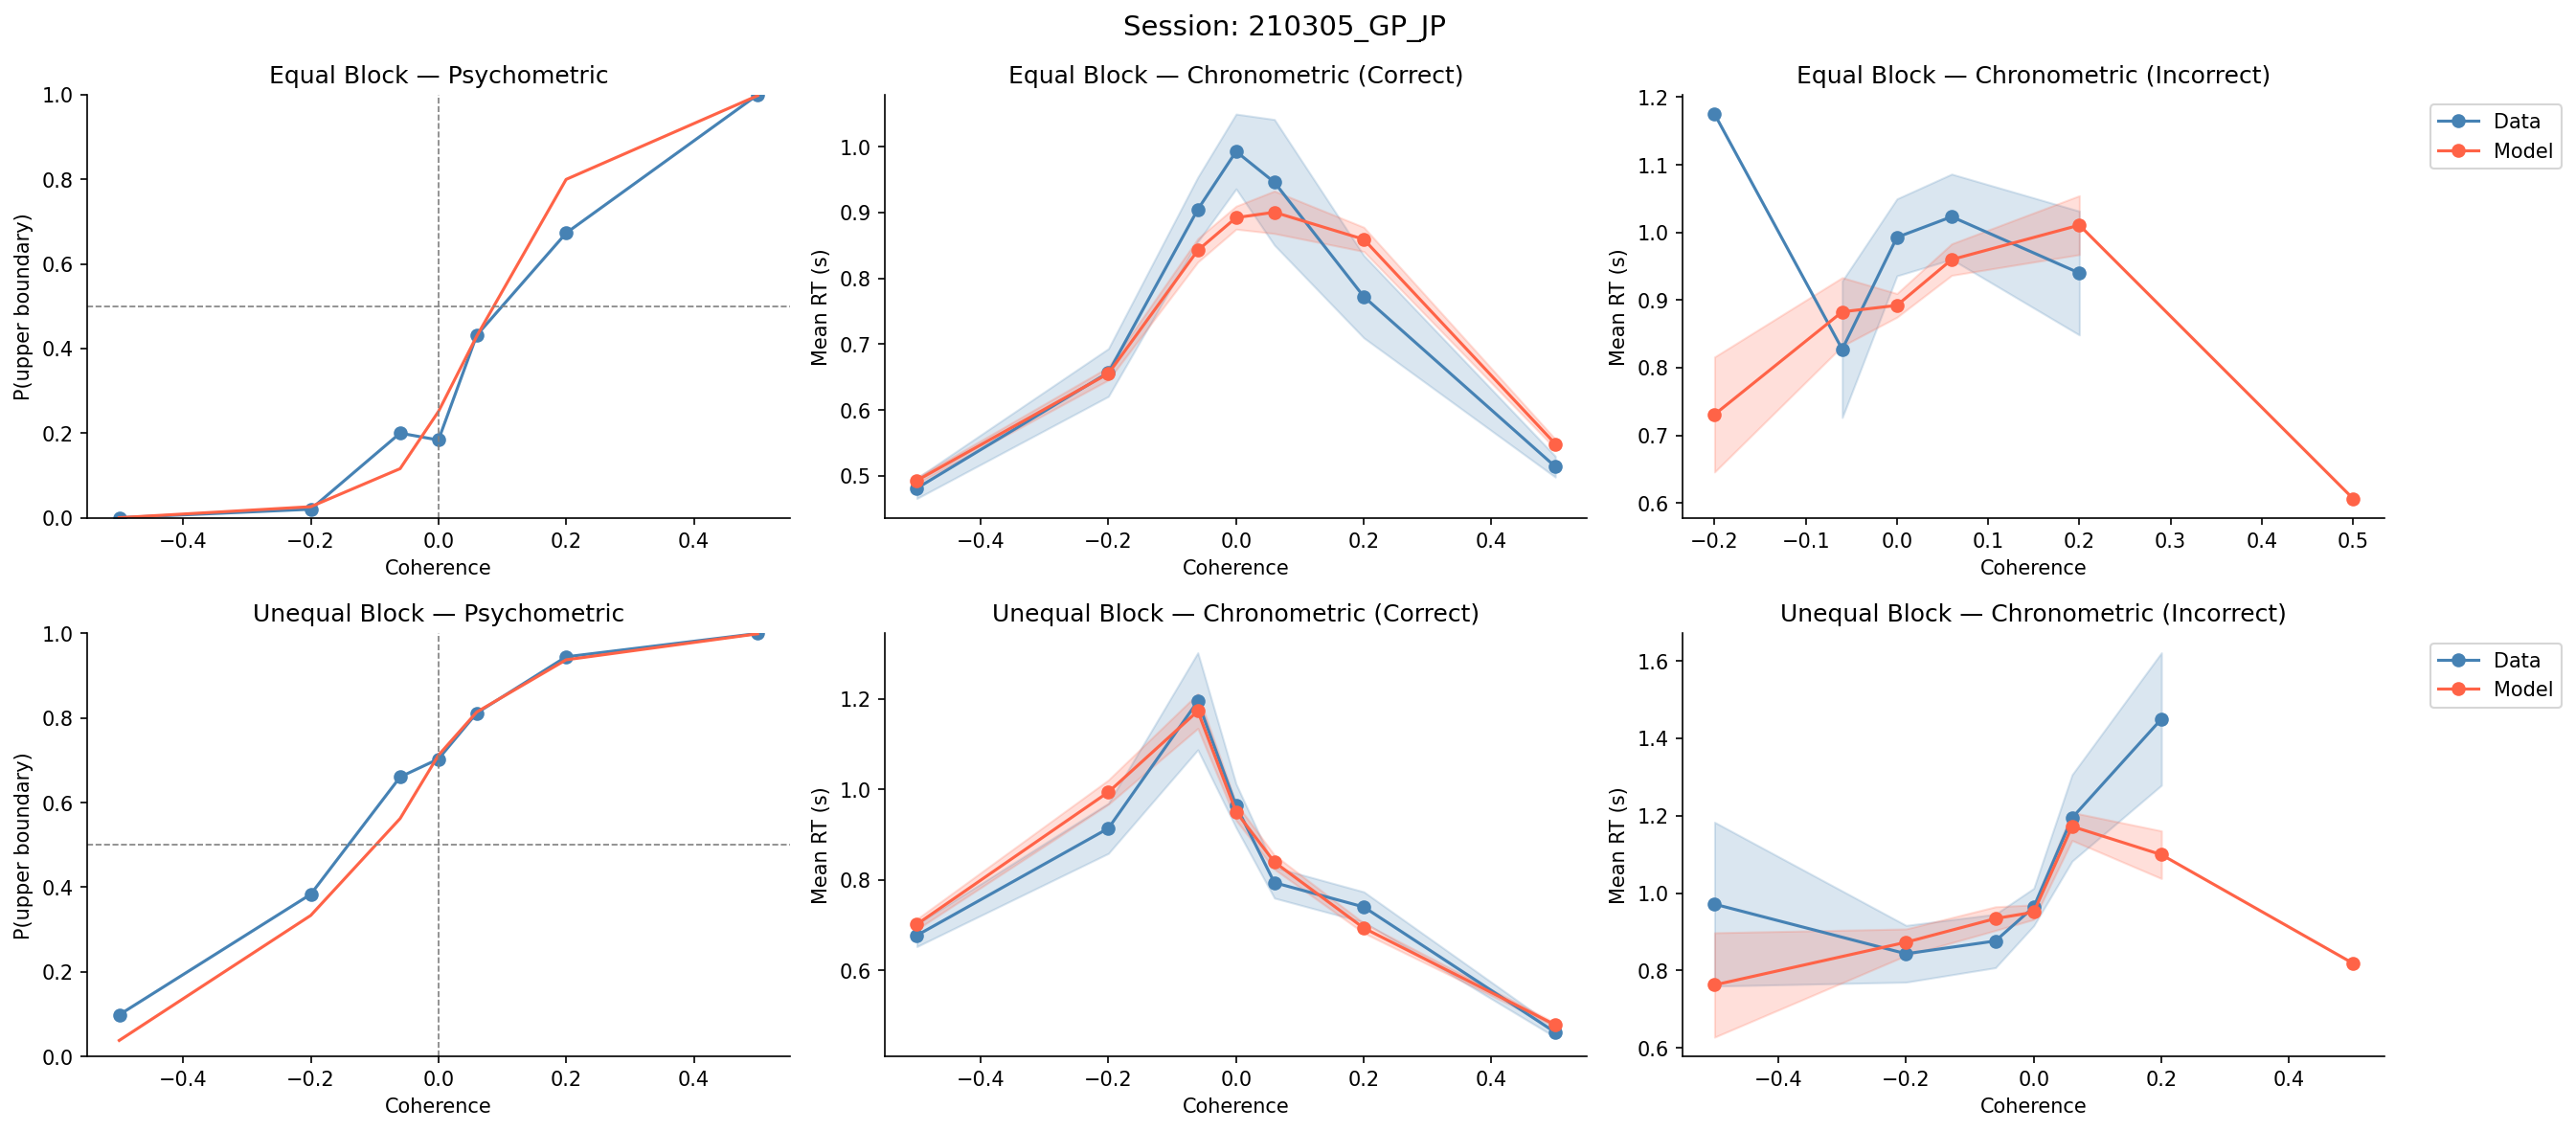 Session: 210305_GP_JP
Equal Block — Psychometric
P(upper boundary)
1.0
0.8
0.6
0.4
0.2
0.0
−0.4 −0.2 0.0 0.2 0.4
Coherence
Equal Block — Chronometric (Correct)
Mean RT (s)
1.0
0.9
0.8
0.7
0.6
0.5
−0.4 −0.2 0.0 0.2 0.4
Coherence
Equal Block — Chronometric (Incorrect)
Mean RT (s)
1.2
1.1
1.0
0.9
0.8
0.7
0.6
−0.2 −0.1 0.0 0.1 0.2 0.3 0.4 0.5
Coherence
Data
Model
Unequal Block — Psychometric
P(upper boundary)
1.0
0.8
0.6
0.4
0.2
0.0
−0.4 −0.2 0.0 0.2 0.4
Coherence
Unequal Block — Chronometric (Correct)
Mean RT (s)
1.2
1.0
0.8
0.6
−0.4 −0.2 0.0 0.2 0.4
Coherence
Unequal Block — Chronometric (Incorrect)
Mean RT (s)
1.6
1.4
1.2
1.0
0.8
0.6
−0.4 −0.2 0.0 0.2 0.4
Coherence
Data
Model